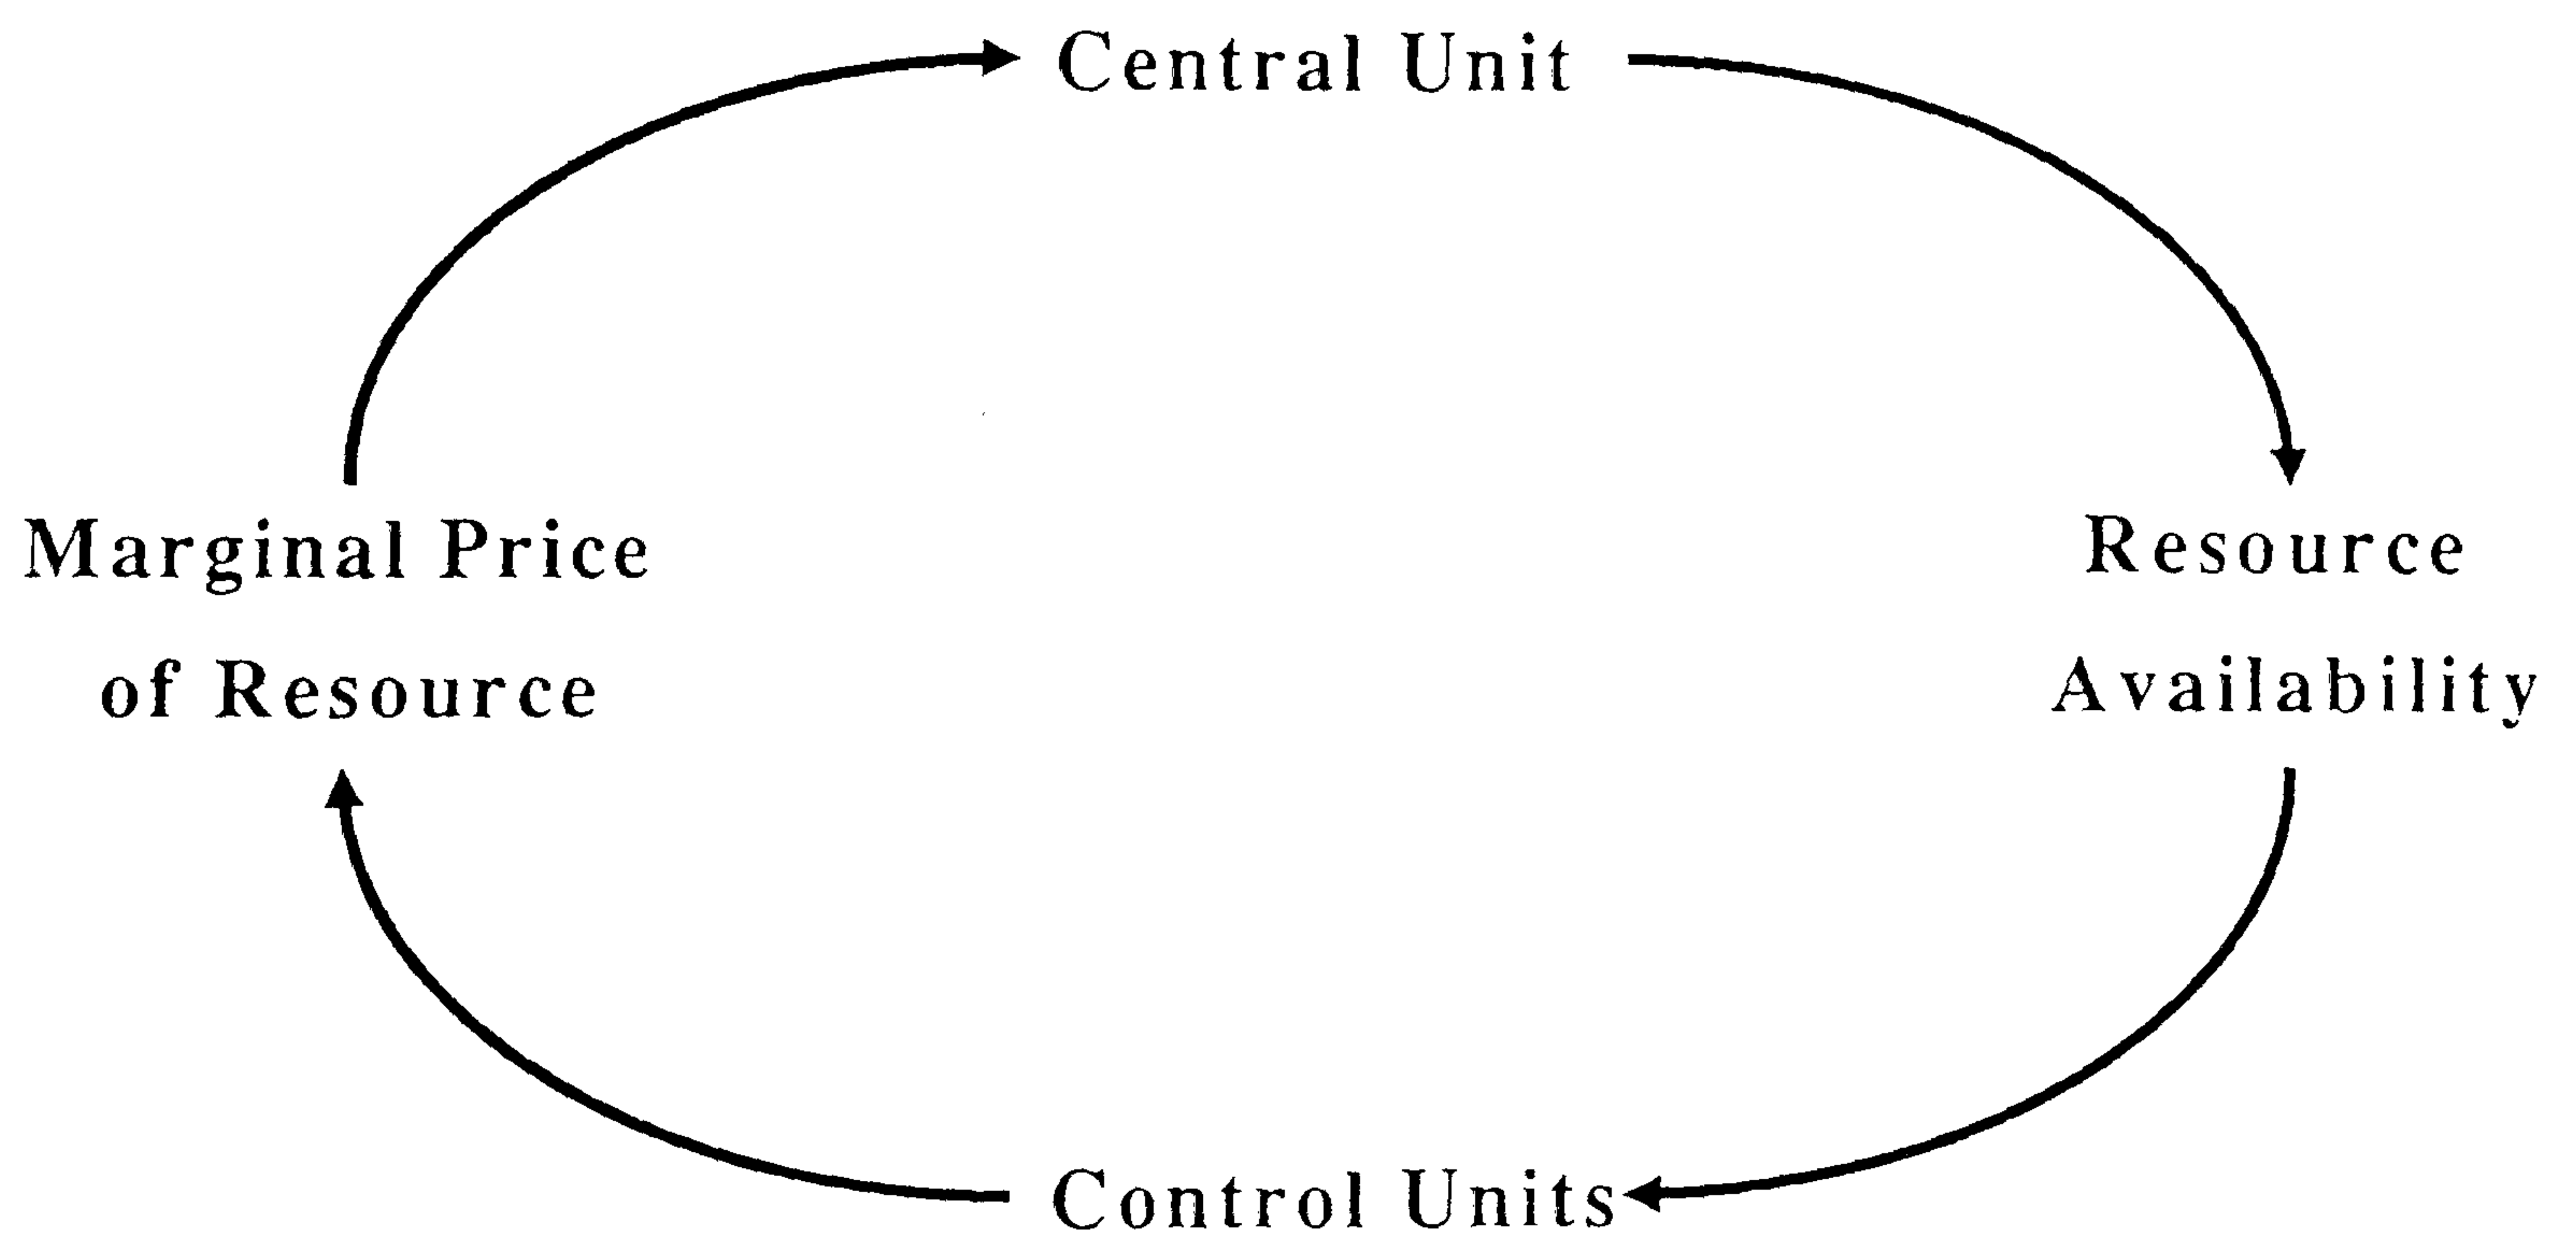 Central Unit
Marginal Price
of Resource
Resource
Availability
Control Units